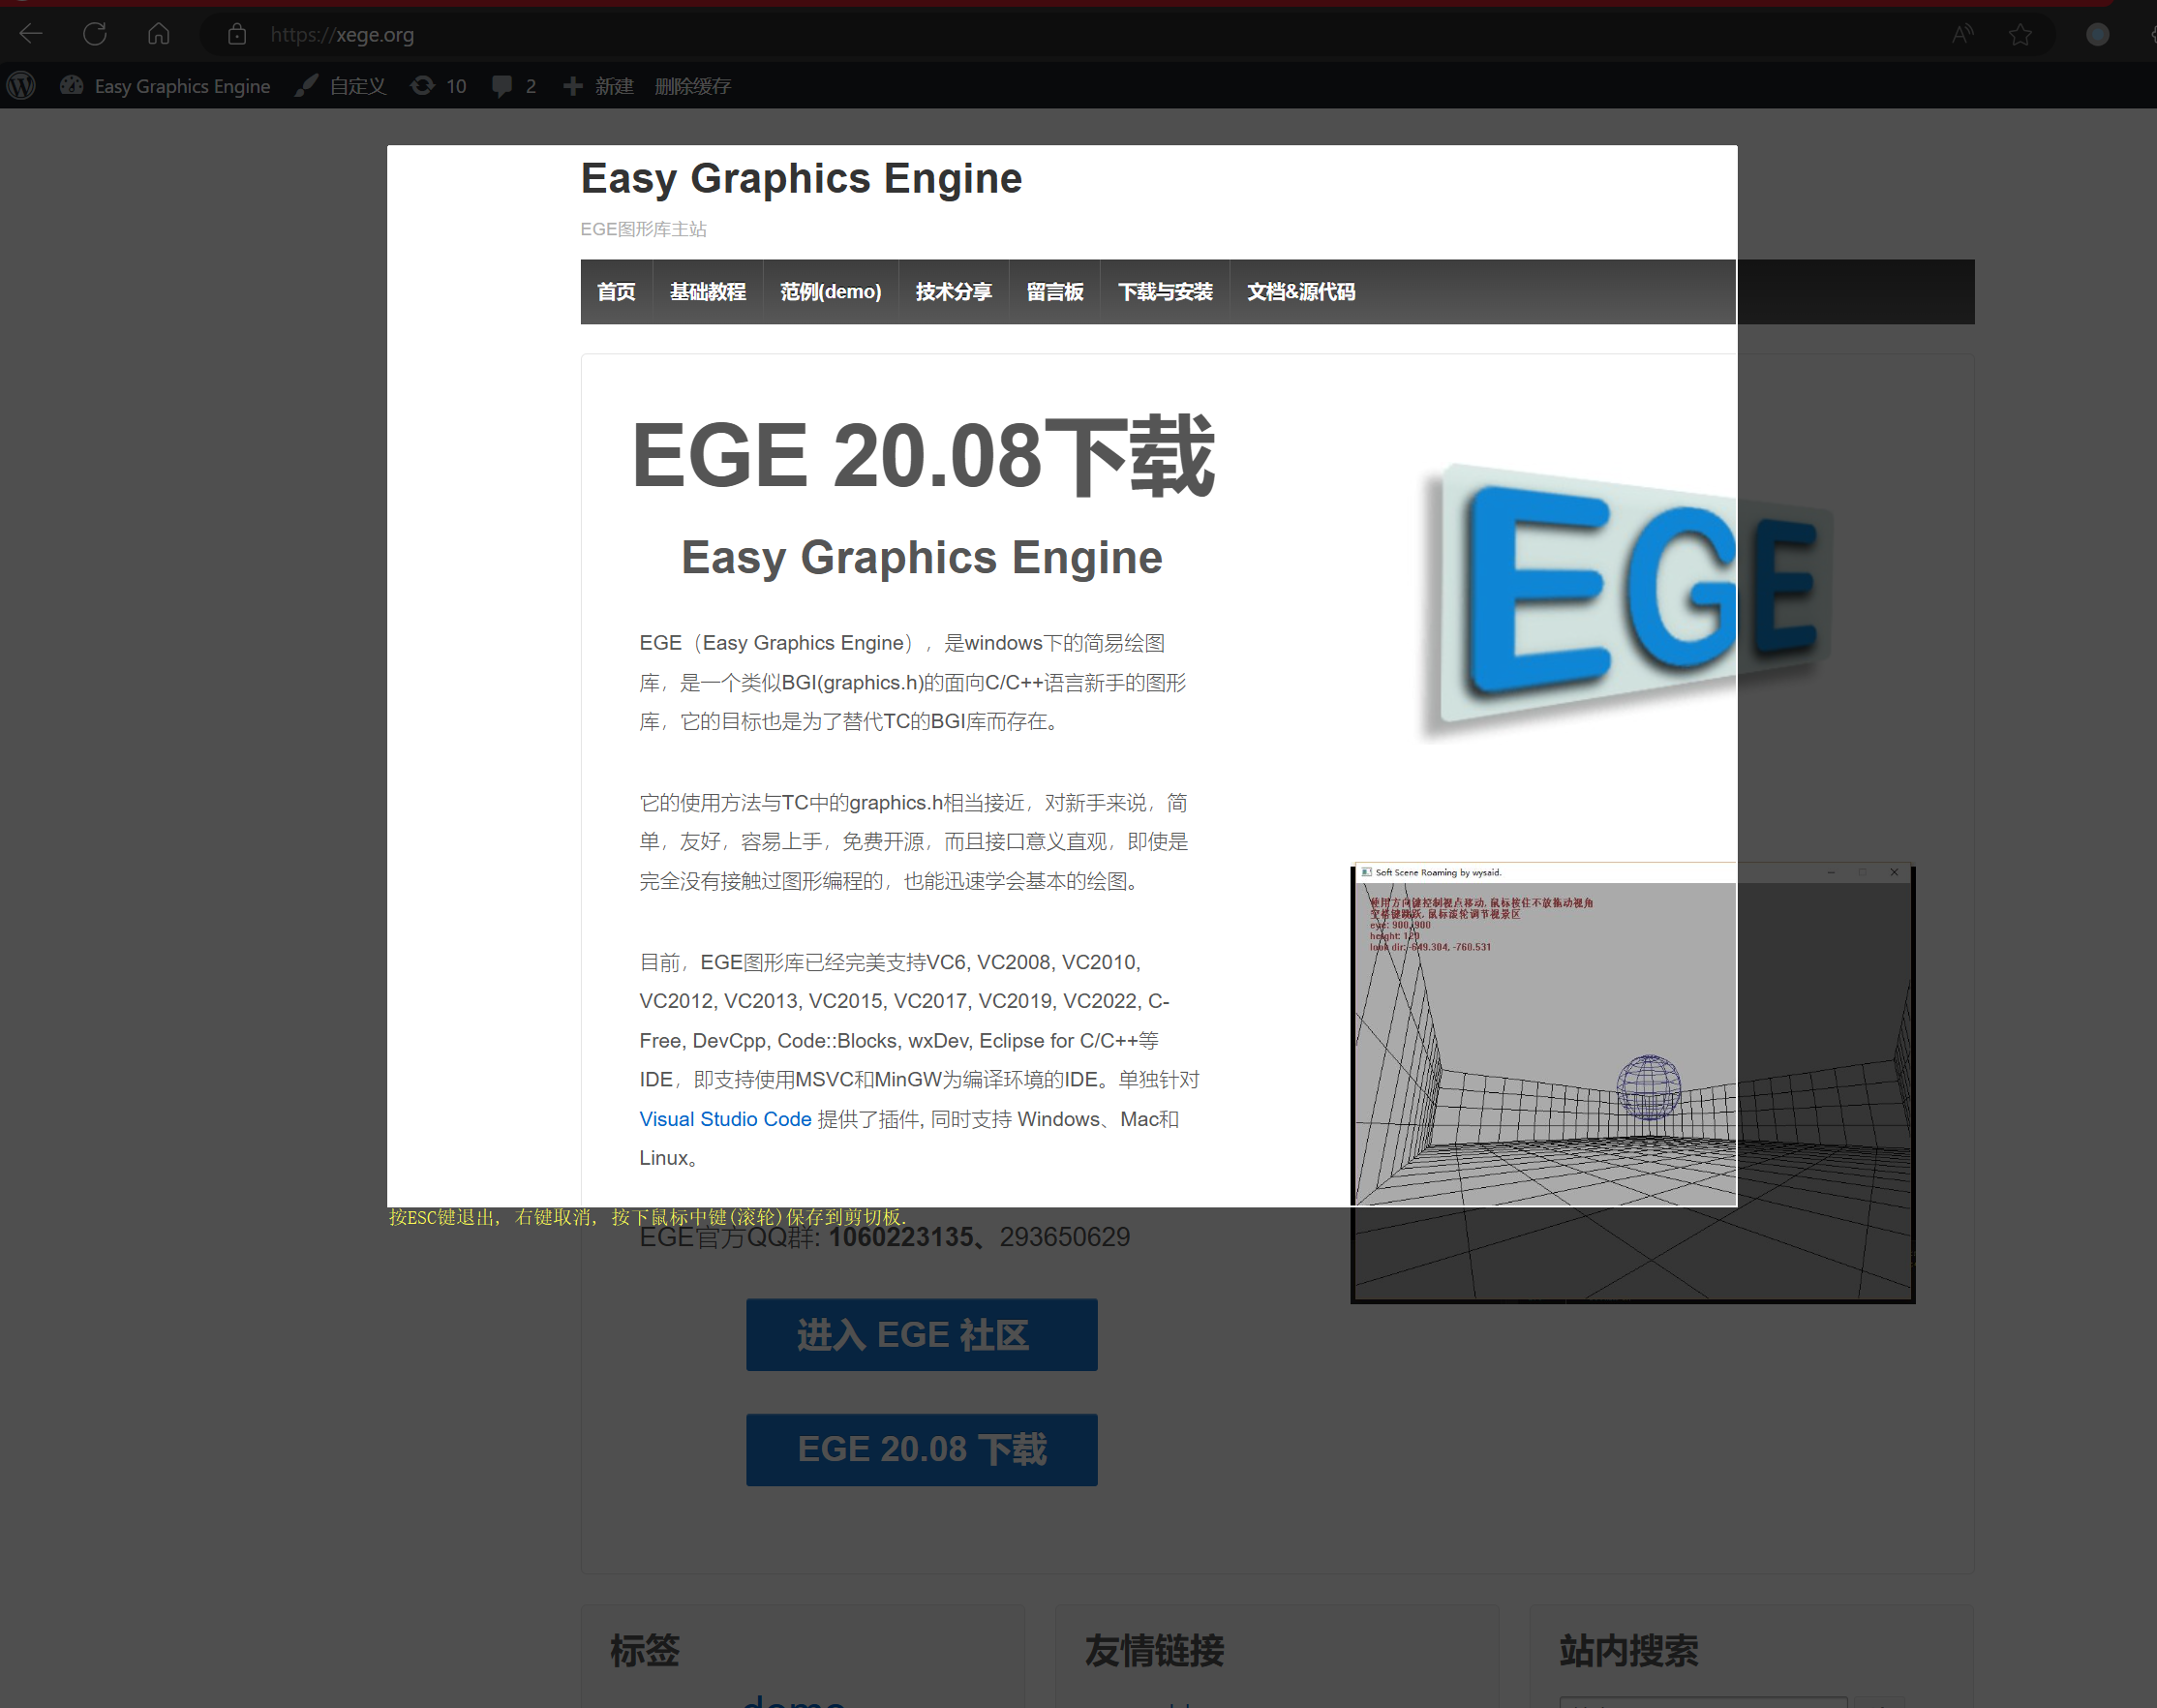 https://xege.org
Easy Graphics Engine 自定义 10 2 新建 删除缓存
Easy Graphics Engine
EGE图形库主站
首页 基础教程 范例(demo) 技术分享 留言板 下载与安装 文档&源代码
EGE 20.08下载
Easy Graphics Engine
EGE（Easy Graphics Engine），是windows下的简易绘图
库，是一个类似BGI(graphics.h)的面向C/C++语言新手的图形
库，它的目标也是为了替代TC的BGI库而存在。
它的使用方法与TC中的graphics.h相当接近，对新手来说，简
单，友好，容易上手，免费开源，而且接口意义直观，即使是
完全没有接触过图形编程的，也能迅速学会基本的绘图。
目前，EGE图形库已经完美支持VC6, VC2008, VC2010,
VC2012, VC2013, VC2015, VC2017, VC2019, VC2022, C-
Free, DevCpp, Code::Blocks, wxDev, Eclipse for C/C++等
IDE，即支持使用MSVC和MinGW为编译环境的IDE。单独针对
Visual Studio Code 提供了插件, 同时支持 Windows、Mac和
Linux。
按ESC键退出, 右键取消, 按下鼠标中键(滚轮)保存到剪切板.
EGE官方QQ群: 1060223135、293650629
进入 EGE 社区
EGE 20.08 下载
EGE
Soft Scene Roaming by wysaid.
使用方向键控制视点移动, 鼠标按住不放拖动视角
空格键跳跃, 鼠标滚轮调节视景区
eye: 900, 900
height: 120
look dir: -649.384, -760.531
标签
友情链接
站内搜索
demo